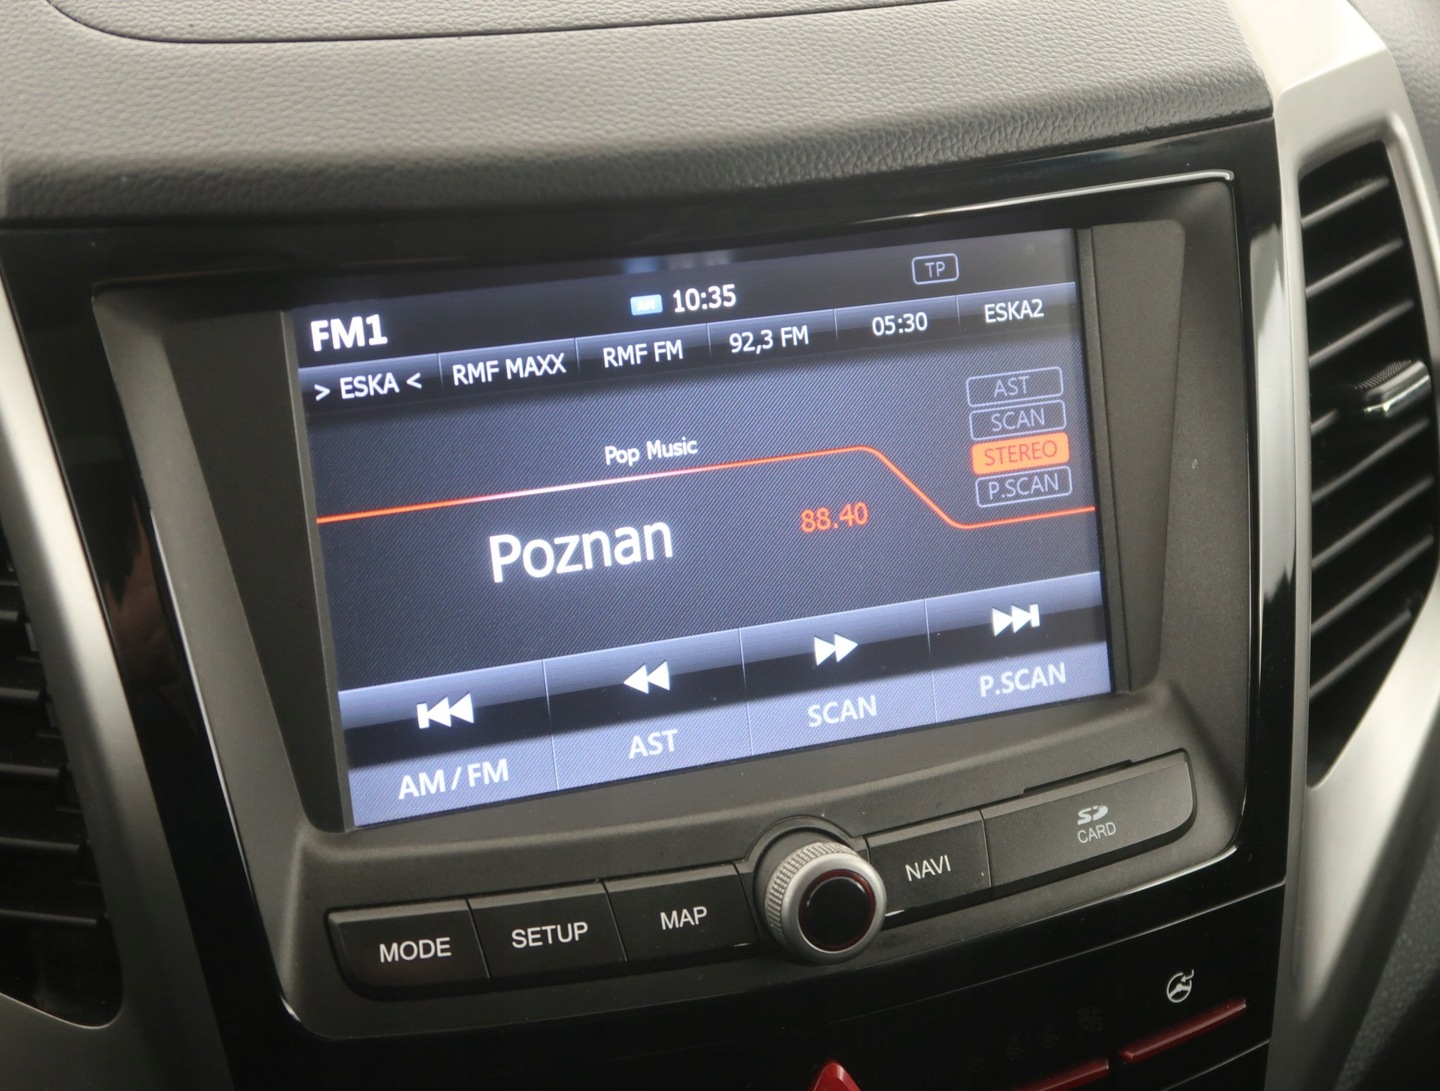 TP
AM 10:35
FM1
> ESKA < RMF MAXX RMF FM 92,3 FM 05:30 ESKA2
AST
SCAN
Pop Music
STEREO
P.SCAN
Poznan 88.40
AM / FM AST SCAN P.SCAN
MODE SETUP MAP NAVI SD CARD